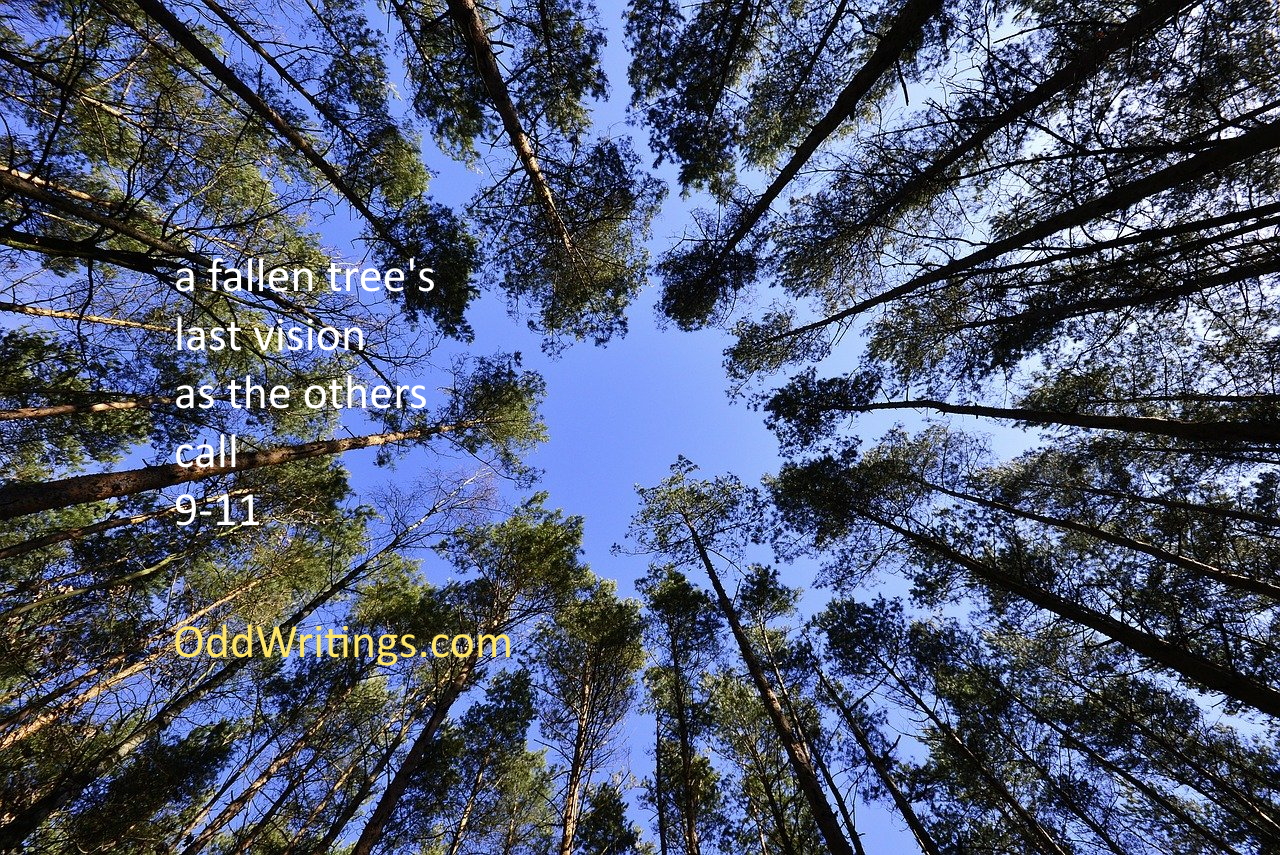 a fallen tree's
last vision
as the others
call
9-11
OddWritings.com